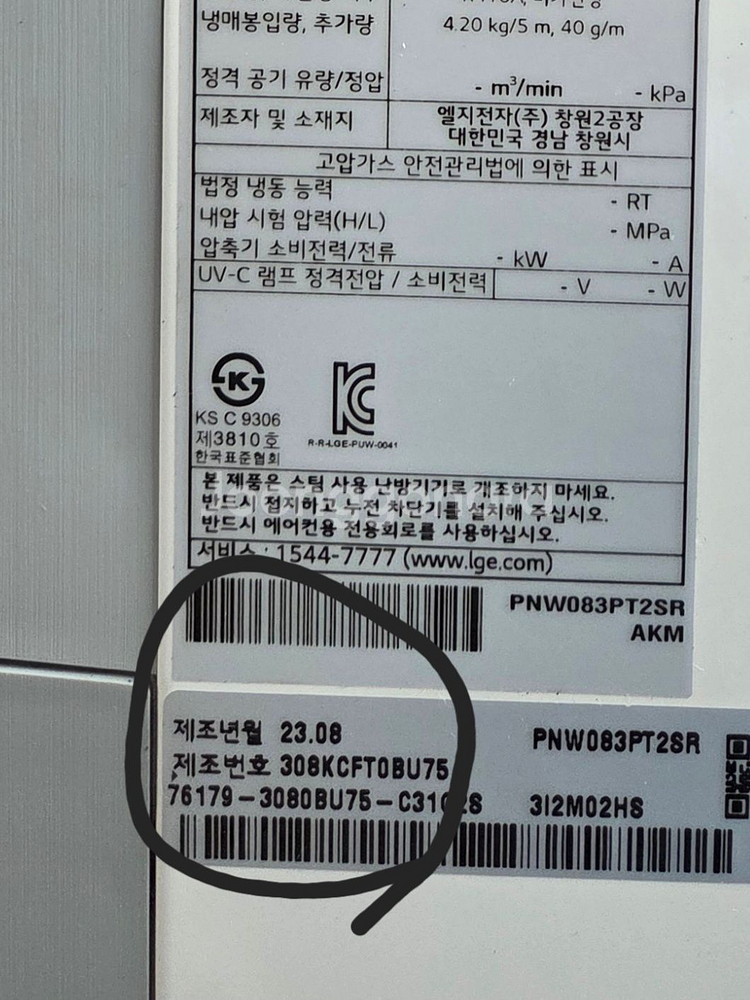 냉매봉입량, 추가량 4.20 kg/5 m, 40 g/m
정격 공기 유량/정압 - m³/min - kPa
제조자 및 소재지 엘지전자(주) 창원2공장
대한민국 경남 창원시
고압가스 안전관리법에 의한 표시
법정 냉동 능력 - RT
내압 시험 압력(H/L) - MPa
압축기 소비전력/전류 - kW - A
UV-C 램프 정격전압 / 소비전력 - V - W
KS C 9306
제3810호
한국표준협회
R-R-LGE-PUW-0041
본 제품은 스팀 사용 난방기기로 개조하지 마세요.
반드시 접지하고 누전 차단기를 설치해 주십시오.
반드시 에어컨용 전용회로를 사용하십시오.
서비스 : 1544-7777 (www.lge.com)
PNW083PT2SR
AKM
제조년월 23.08 PNW083PT2SR
제조번호 308KCFT0BU75
76179-3080BU75-C3102S 3I2M02HS